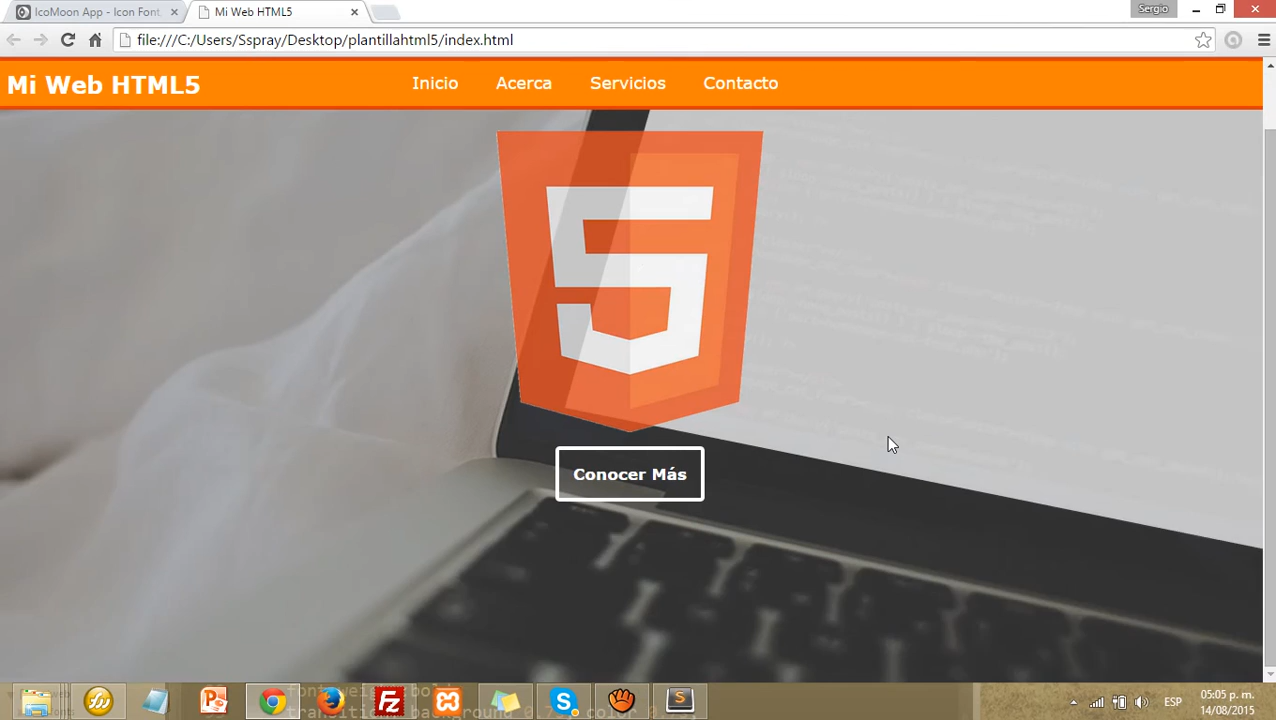 IcoMoon App - Icon Font,
Mi Web HTML5
Sergio
file:///C:/Users/Sspray/Desktop/plantillahtml5/index.html
Mi Web HTML5
Inicio
Acerca
Servicios
Contacto
5
Conocer Más
ESP
05:05 p. m.
14/08/2015